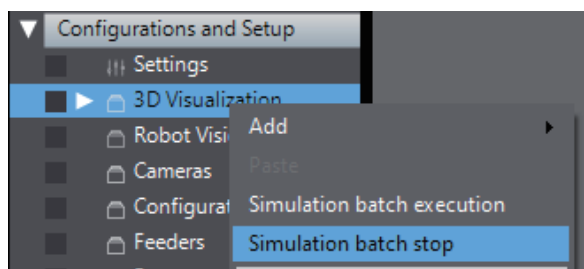 Configurations and Setup
Settings
3D Visualization
Add
Robot Visi
Paste
Cameras
Simulation batch execution
Configurat
Feeders
Simulation batch stop